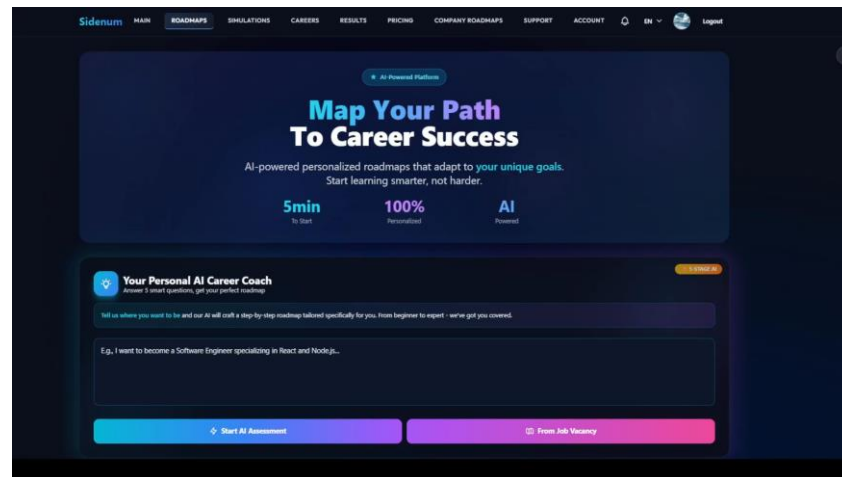 Sidenum MAIN ROADMAPS SIMULATIONS CAREERS RESULTS PRICING COMPANY ROADMAPS SUPPORT ACCOUNT EN Logout
AI-Powered Platform
Map Your Path
To Career Success
AI-powered personalized roadmaps that adapt to your unique goals.
Start learning smarter, not harder.
5min 100% AI
To Start Personalized Powered
5-STAGE AI
Your Personal AI Career Coach
Answer 5 smart questions, get your perfect roadmap
Tell us where you want to be and our AI will craft a step-by-step roadmap tailored specifically for you. From beginner to expert - we've got you covered.
E.g., I want to become a Software Engineer specializing in React and Node.js...
Start AI Assessment From Job Vacancy